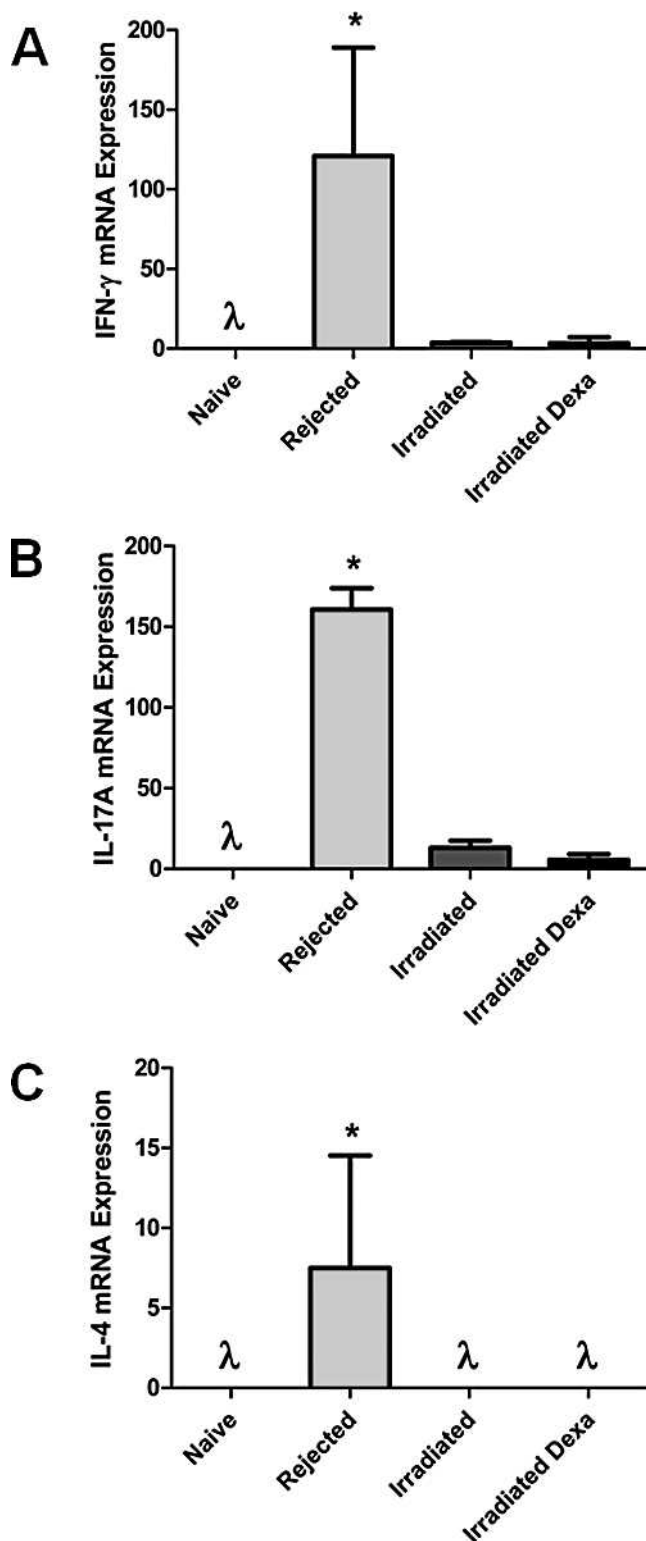 A
IFN-γ mRNA Expression
200
150
100
50
0
*
λ
Naive
Rejected
Irradiated
Irradiated Dexa
B
IL-17A mRNA Expression
200
150
100
50
0
*
λ
Naive
Rejected
Irradiated
Irradiated Dexa
C
IL-4 mRNA Expression
20
15
10
5
0
*
λ
λ
λ
Naive
Rejected
Irradiated
Irradiated Dexa